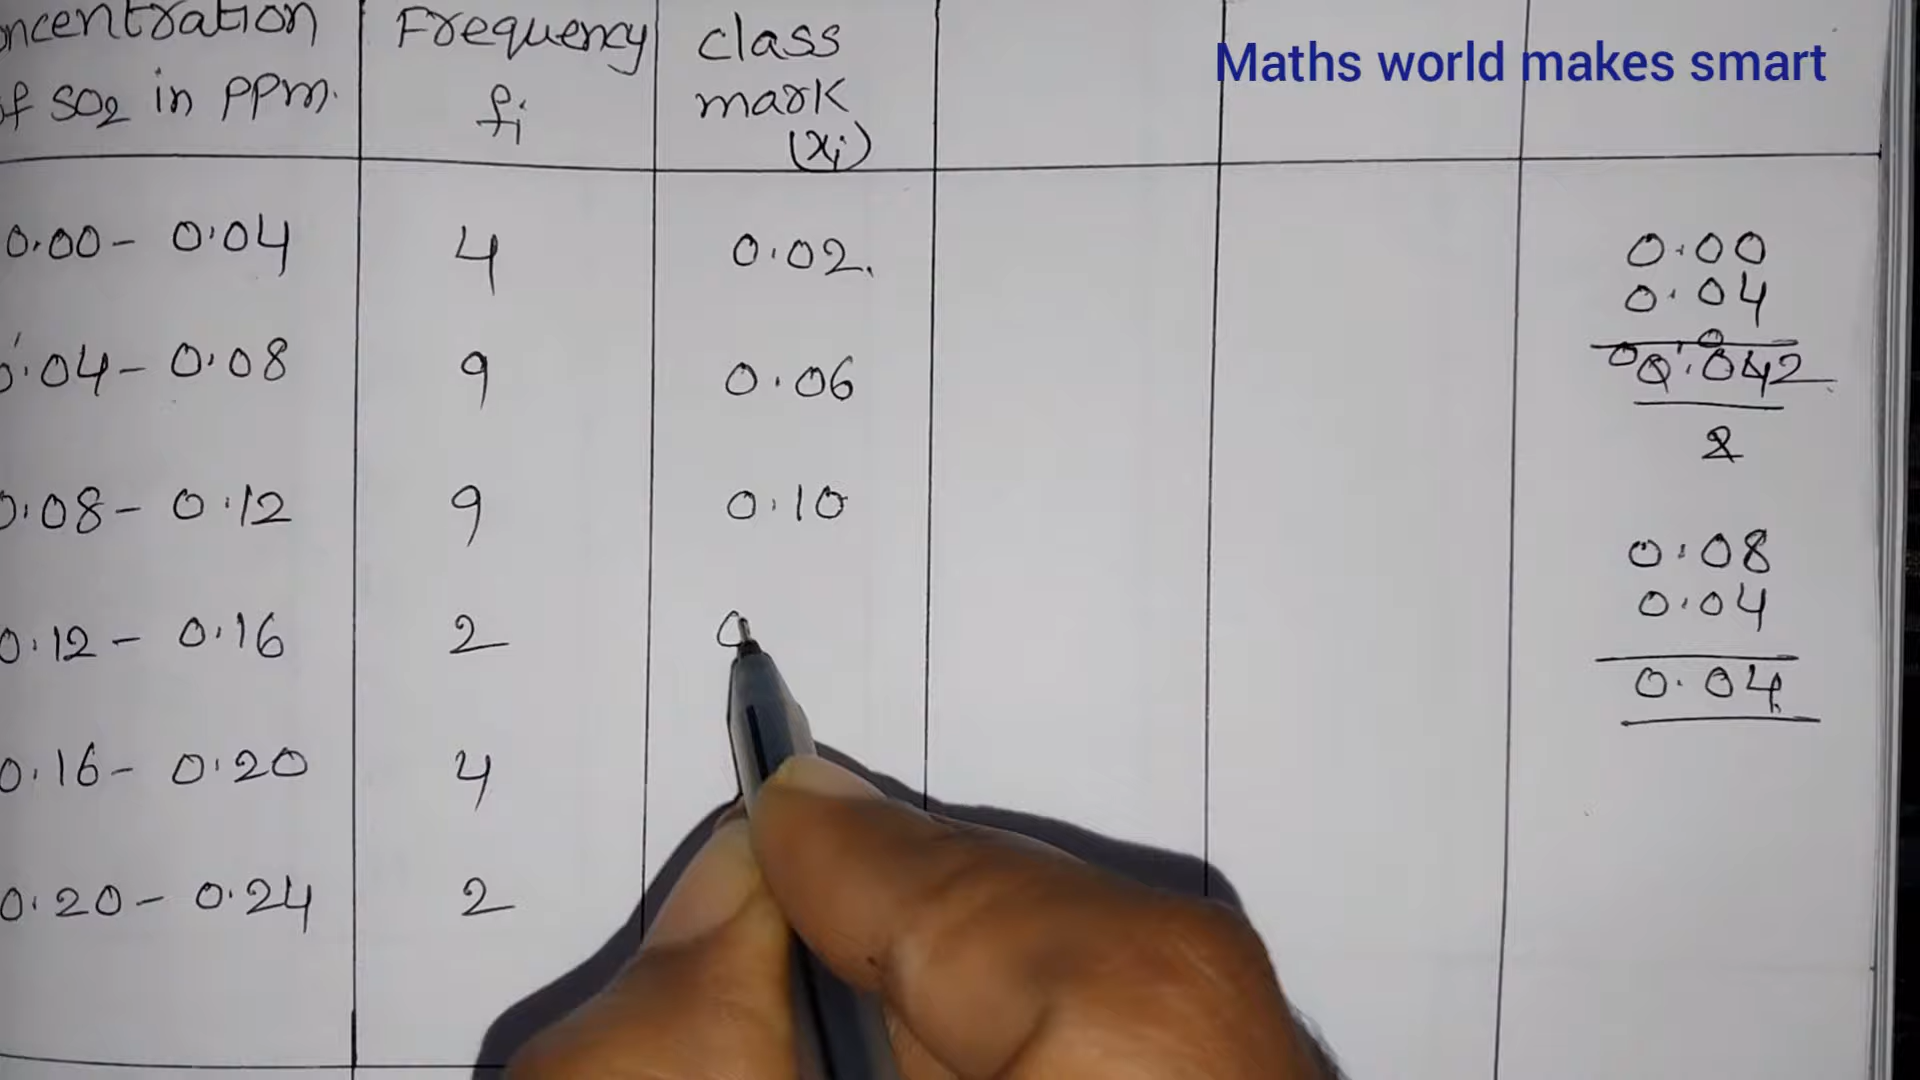 ncentration Frequency class
of SO2 in PPm. fi mark
(xi)
Maths world makes smart
0.00- 0.04 4 0.02.
0.04- 0.08 9 0.06
0.08- 0.12 9 0.10
0.12- 0.16 2 0
0.16- 0.20 4
0.20- 0.24 2
0.00
0.04
2
0.08
0.04
0.04